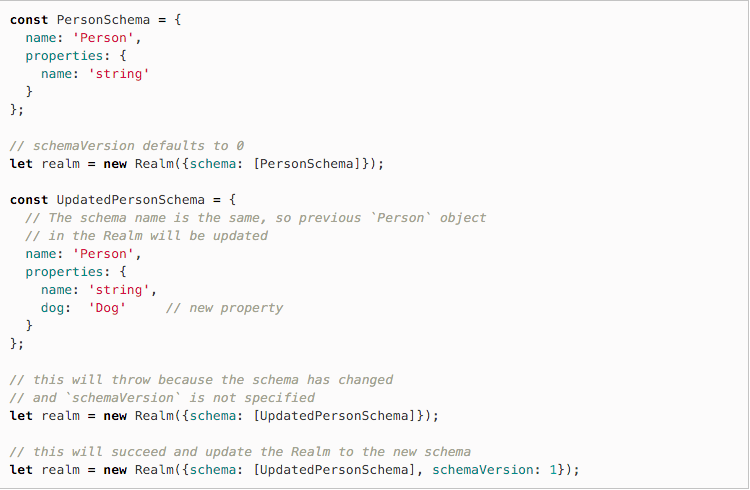 const PersonSchema = {
  name: 'Person',
  properties: {
    name: 'string'
  }
};

// schemaVersion defaults to 0
let realm = new Realm({schema: [PersonSchema]});

const UpdatedPersonSchema = {
  // The schema name is the same, so previous `Person` object
  // in the Realm will be updated
  name: 'Person',
  properties: {
    name: 'string',
    dog:  'Dog'     // new property
  }
};

// this will throw because the schema has changed
// and `schemaVersion` is not specified
let realm = new Realm({schema: [UpdatedPersonSchema]});

// this will succeed and update the Realm to the new schema
let realm = new Realm({schema: [UpdatedPersonSchema], schemaVersion: 1});